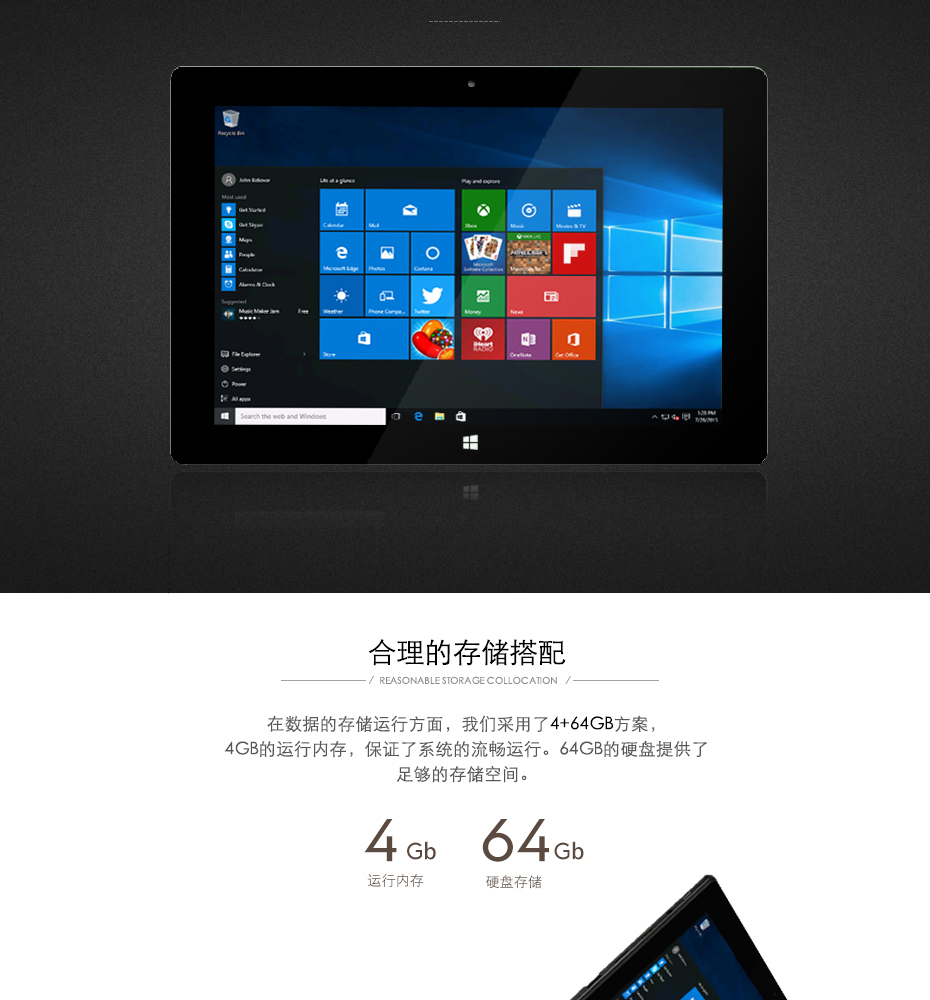 Recycle Bin
John Believer
Life at a glance
Play and explore
Most used
Get Started
Get Skype
Maps
People
Calculator
Alarms & Clock
Suggested
Music Maker Jam
Free
File Explorer
Settings
Power
All apps
Calendar
Mail
Xbox
Music
Movies & TV
Microsoft Edge
Photos
Cortana
Microsoft
Solitaire Collection
Weather
Phone Compa...
Twitter
Money
News
Store
iHeart
RADIO
OneNote
Get Office
Search the web and Windows
1:28 PM
7/28/2015
合理的存储搭配
/ REASONABLE STORAGE COLLOCATION /
在数据的存储运行方面，我们采用了4+64GB方案，
4GB的运行内存，保证了系统的流畅运行。64GB的硬盘提供了
足够的存储空间。
4 Gb 64 Gb
运行内存 硬盘存储